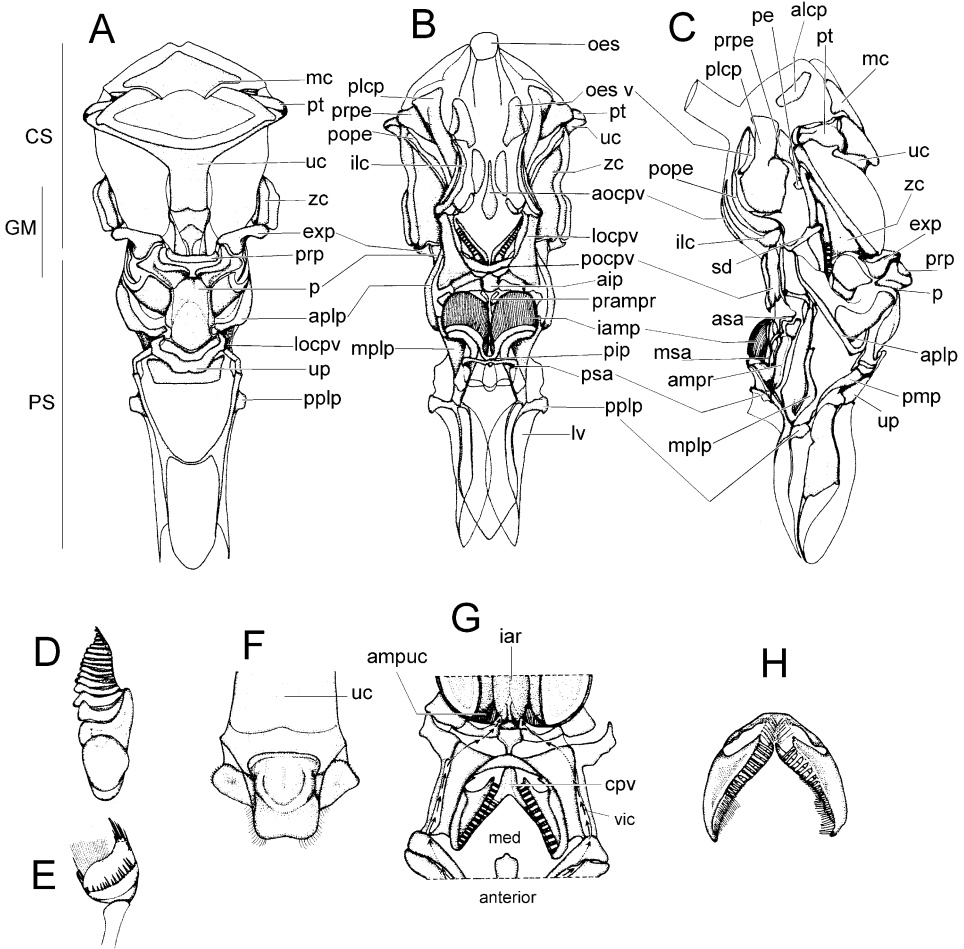 A
CS
GM
PS
mc
pt
uc
zc
exp
prp
p
aplp
locpv
up
pplp
B
oes
plcp
prpe
pope
ilc
oes v
pt
uc
zc
aocpv
locpv
pocpv
aip
prampr
iamp
mplp
pip
psa
pplp
lv
C
pe
alcp
prpe
pt
plcp
mc
uc
pope
zc
exp
ilc
sd
prp
p
asa
msa
aplp
ampr
pmp
up
mplp
D
E
F
uc
G
iar
ampuc
cpv
vic
med
anterior
H